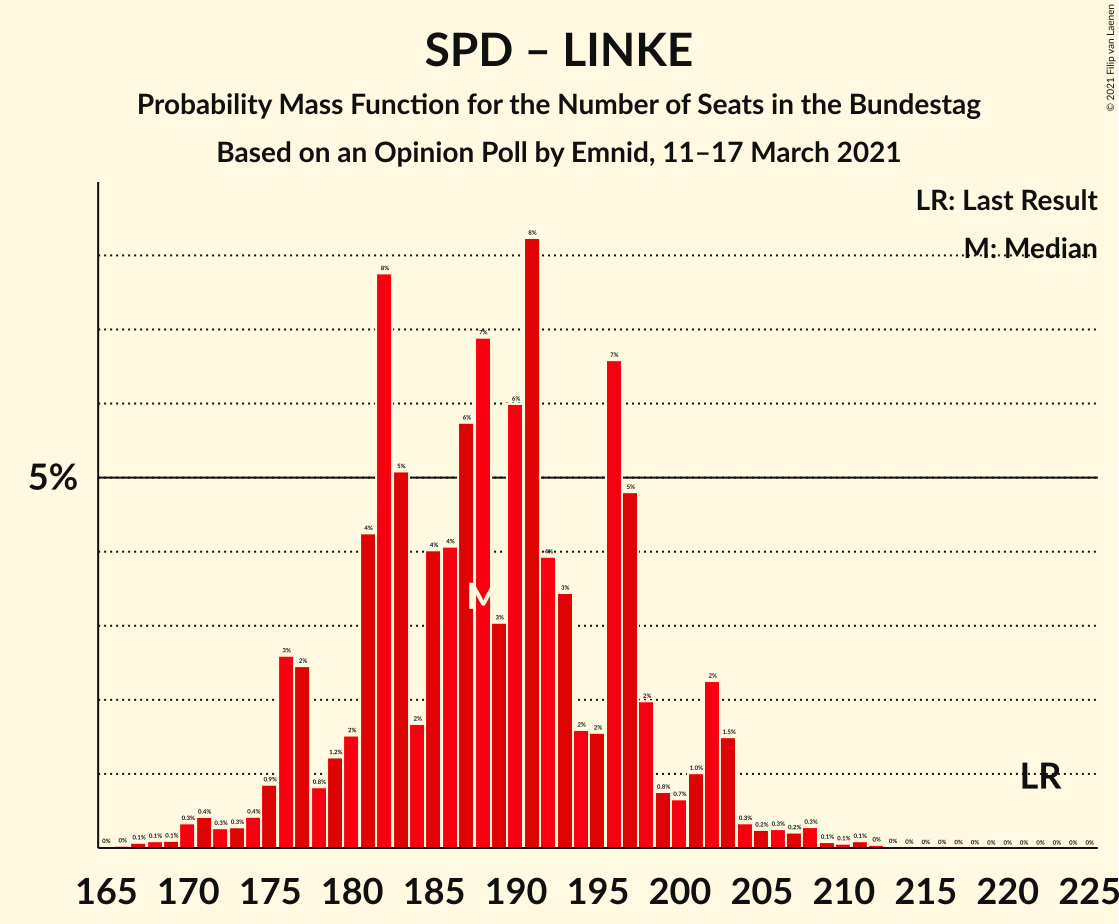 SPD – LINKE
Probability Mass Function for the Number of Seats in the Bundestag
Based on an Opinion Poll by Emnid, 11–17 March 2021
© 2021 Filip van Laenen
LR: Last Result
M: Median
5%
0% 0% 0.1% 0.1% 0.1% 0.3% 0.4% 0.3% 0.3% 0.4% 0.9% 3% 2% 0.8% 1.2% 2% 4% 8% 5% 2% 4% 4% 6% 7% 3% 6% 8% 4% 3% 2% 2% 7% 5% 2% 0.8% 0.7% 1.0% 2% 1.5% 0.3% 0.2% 0.3% 0.2% 0.3% 0.1% 0.1% 0.1% 0% 0% 0% 0% 0% 0% 0% 0% 0% 0% 0% 0% 0% 0%
M
LR
165 170 175 180 185 190 195 200 205 210 215 220 225